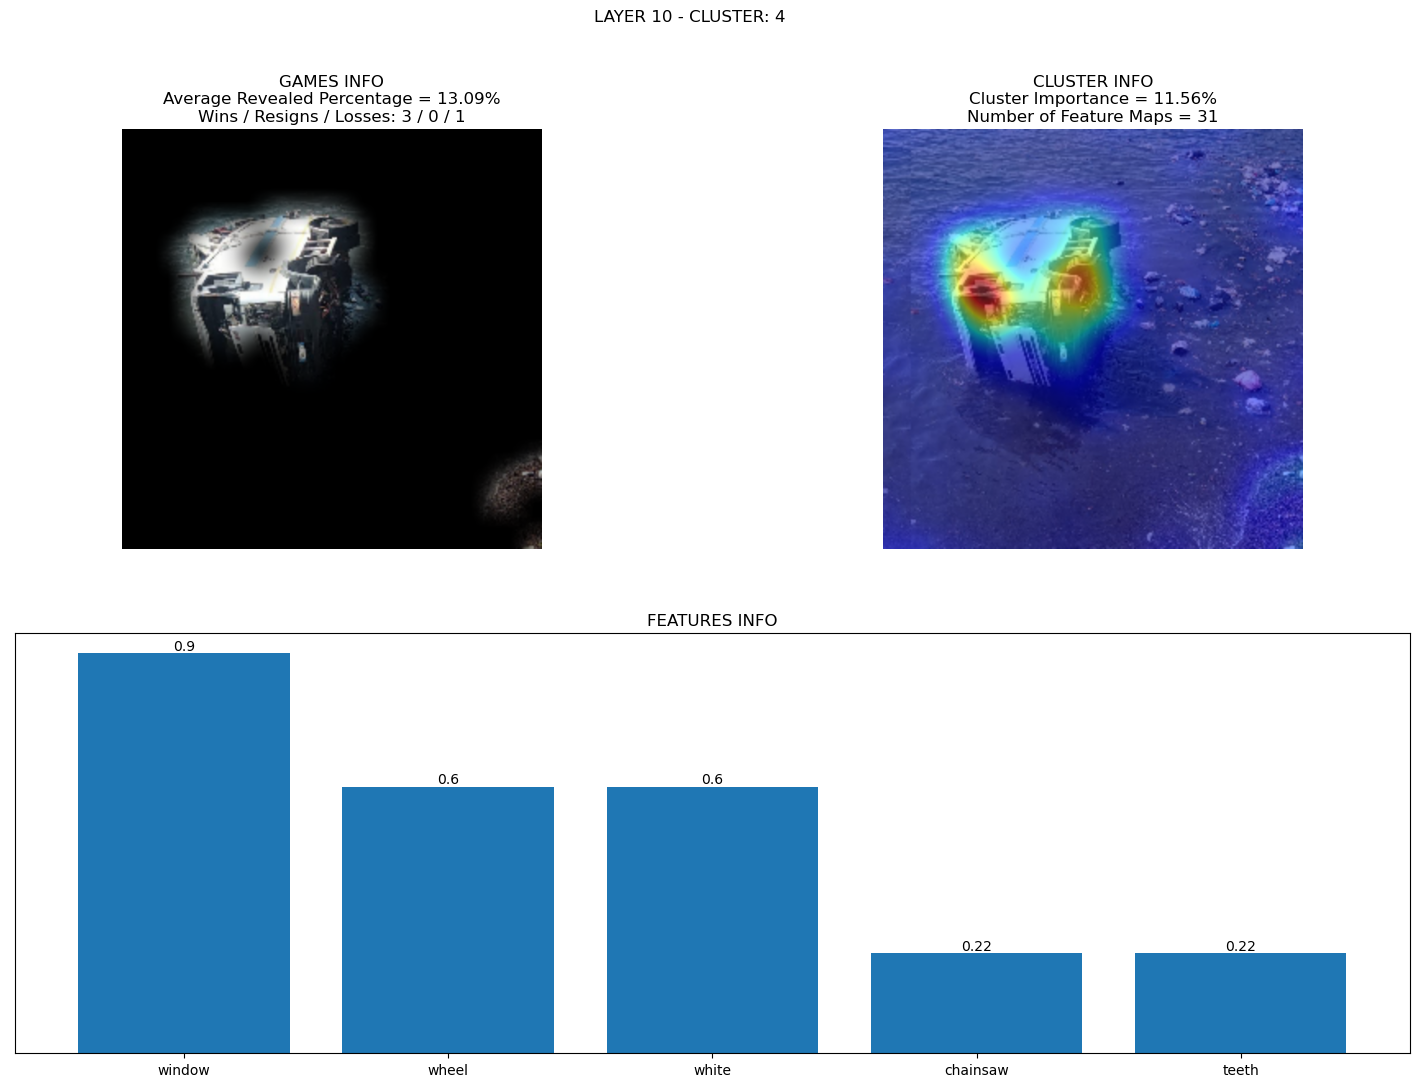 LAYER 10 - CLUSTER: 4
GAMES INFO
Average Revealed Percentage = 13.09%
Wins / Resigns / Losses: 3 / 0 / 1
CLUSTER INFO
Cluster Importance = 11.56%
Number of Feature Maps = 31
FEATURES INFO
0.9
0.6
0.6
0.22
0.22
window
wheel
white
chainsaw
teeth